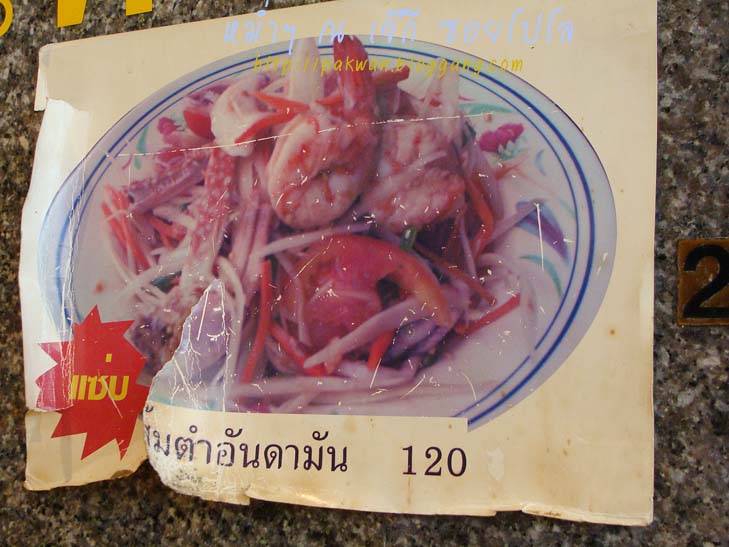 หม่ำๆ ณ เจ๊กี ซอยโปโล
http://pakwan.bloggang.com
2
แซ่บ
ส้มตำอันดามัน 120